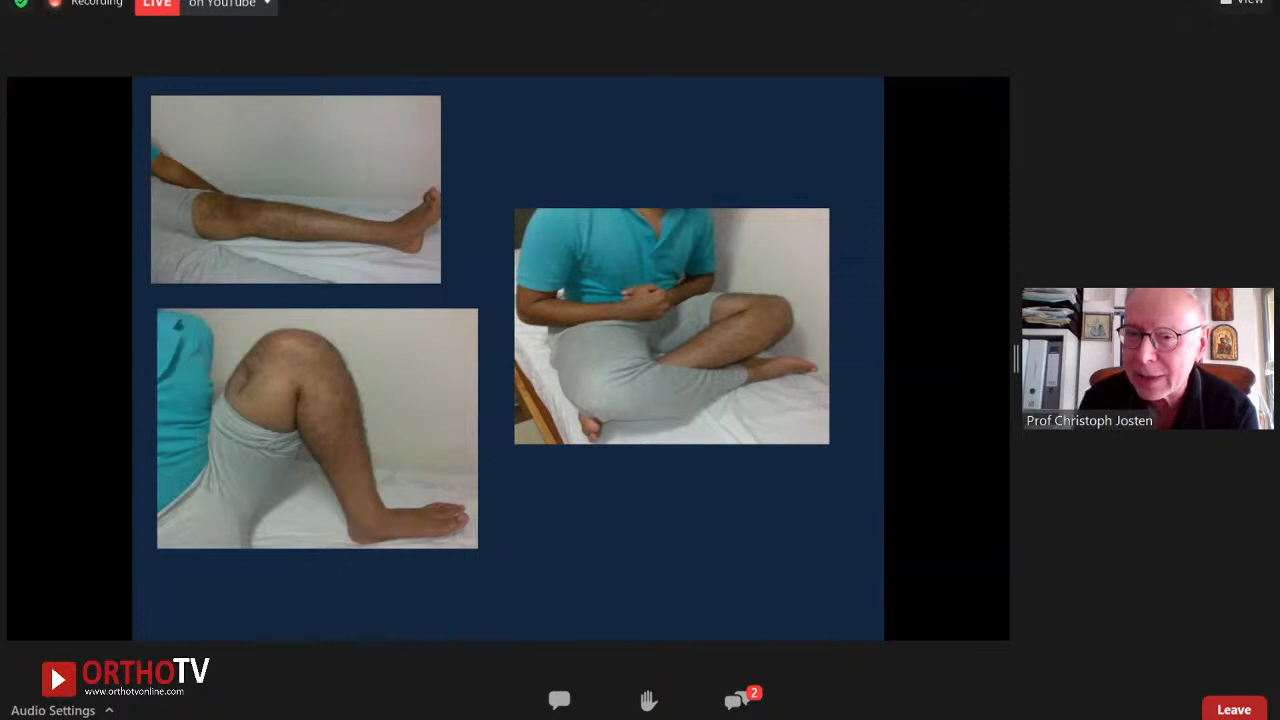 Recording
LIVE
on YouTube
View
Prof Christoph Josten
ORTHOTV
www.orthotvonline.com
2
Audio Settings
Leave